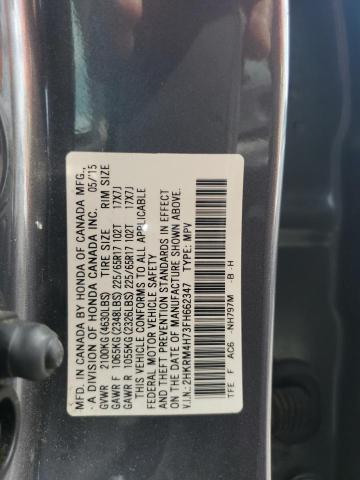 MFD. IN CANADA BY HONDA OF CANADA MFG.,
- A DIVISION OF HONDA CANADA INC. 05/15
GVWR 2100KG(4630LBS) TIRE SIZE RIM SIZE
GAWR F 1065KG(2348LBS) 225/65R17 102T 17X7J
GAWR R 1055KG(2326LBS) 225/65R17 102T 17X7J
THIS VEHICLE CONFORMS TO ALL APPLICABLE
FEDERAL MOTOR VEHICLE SAFETY
AND THEFT PREVENTION STANDARDS IN EFFECT
ON THE DATE OF MANUFACTURE SHOWN ABOVE.
V.I.N.: 2HKRM4H73FH662347 TYPE: MPV
TFE F AC6 -NH797M -B -H